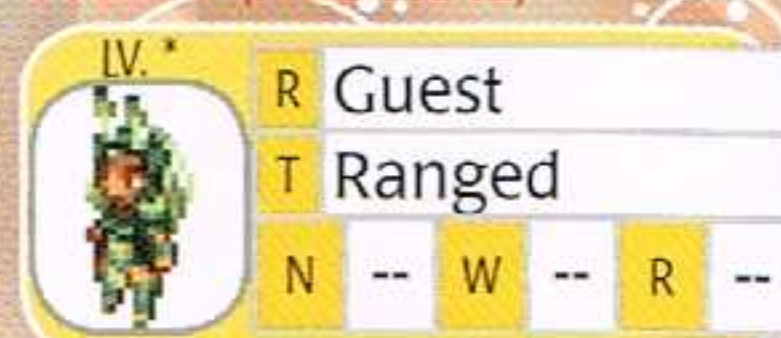 LV. *
R Guest
T Ranged
N -- W -- R --